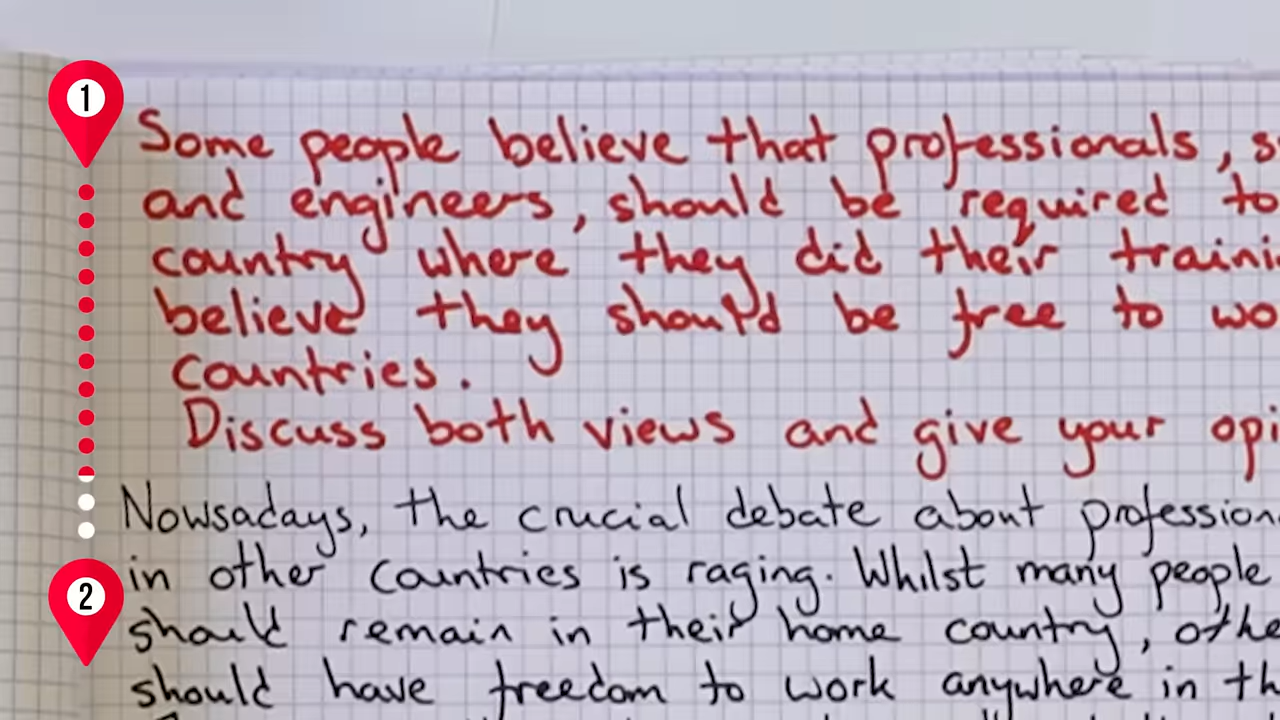 1
Some people believe that professionals, s
and engineers, should be required to
country where they did their traini
believe they should be free to wo
countries.
Discuss both views and give your opi
Nowsadays, the crucial debate about profession
in other countries is raging. Whilst many people
2
should remain in their home country, othe
should have freedom to work anywhere in th